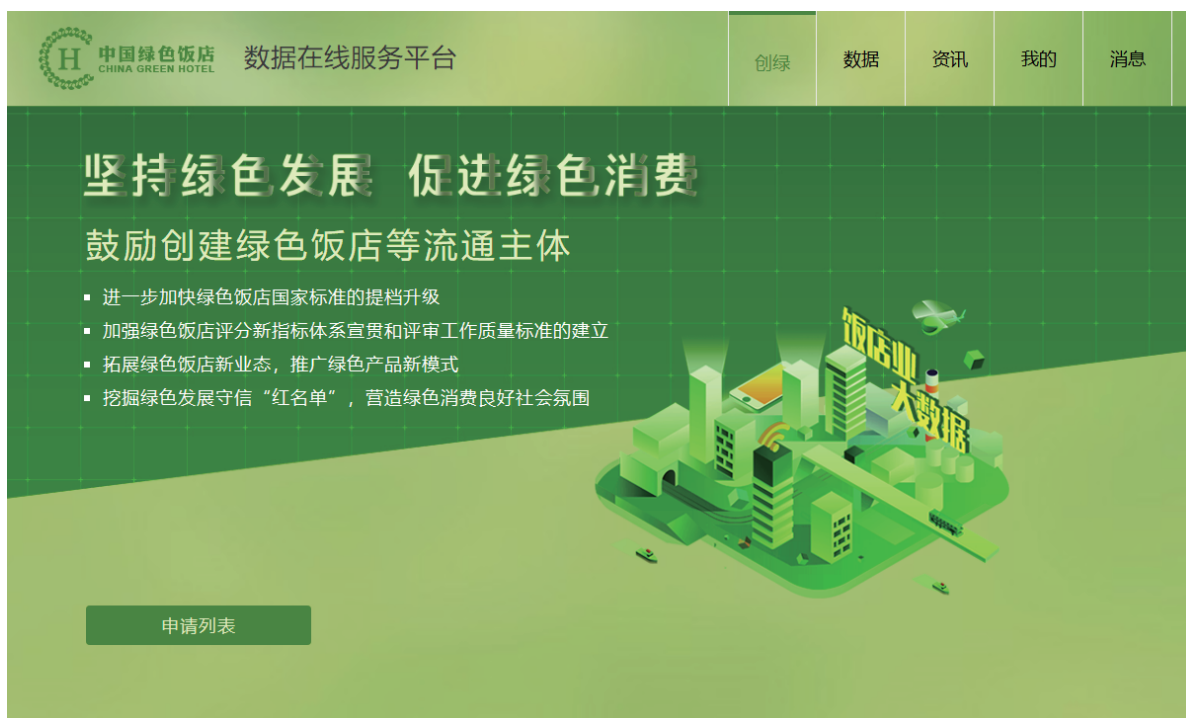 中国绿色饭店
CHINA GREEN HOTEL
数据在线服务平台
创绿
数据
资讯
我的
消息
坚持绿色发展 促进绿色消费
鼓励创建绿色饭店等流通主体
进一步加快绿色饭店国家标准的提档升级
加强绿色饭店评分新指标体系宣贯和评审工作质量标准的建立
拓展绿色饭店新业态，推广绿色产品新模式
挖掘绿色发展守信“红名单”，营造绿色消费良好社会氛围
饭店业
大数据
申请列表